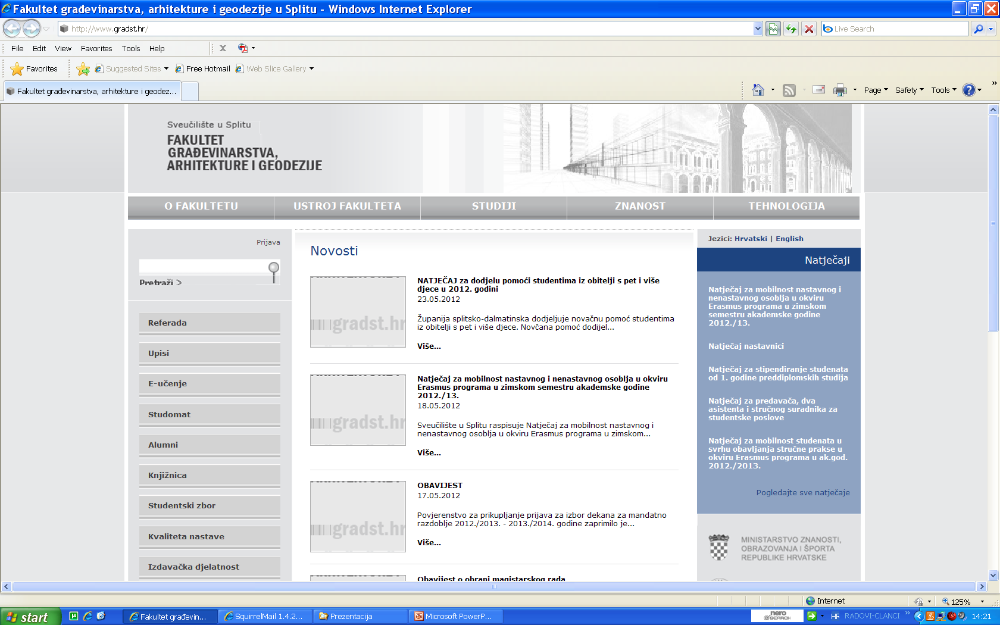 Fakultet građevinarstva, arhitekture i geodezije u Splitu - Windows Internet Explorer
http://www.gradst.hr/
Live Search
File Edit View Favorites Tools Help
Favorites Suggested Sites Free Hotmail Web Slice Gallery
Fakultet građevinarstva, arhitekture i geodez...
Page Safety Tools
Sveučilište u Splitu
FAKULTET
GRAĐEVINARSTVA,
ARHITEKTURE I GEODEZIJE
O FAKULTETU USTROJ FAKULTETA STUDIJI ZNANOST TEHNOLOGIJA
Prijava
Pretraži >
Referada
Upisi
E-učenje
Studomat
Alumni
Knjižnica
Studentski zbor
Kvaliteta nastave
Izdavačka djelatnost
Novosti
gradst.hr
NATJEČAJ za dodjelu pomoći studentima iz obitelji s pet i više
djece u 2012. godini
23.05.2012
Županija splitsko-dalmatinska dodjeljuje novačnu pomoć studentima
iz obitelji s pet i više djece. Novčana pomoć dodijel...
Više...
gradst.hr
Natječaj za mobilnost nastavnog i nenastavnog osoblja u okviru
Erasmus programa u zimskom semestru akademske godine
2012./13.
18.05.2012
Sveučilište u Splitu raspisuje Natječaj za mobilnost nastavnog i
nenastavnog osoblja u okviru Erasmus programa u zimskom...
Više...
gradst.hr
OBAVIJEST
17.05.2012
Povjerenstvo za prikupljanje prijava za izbor dekana za mandatno
razdoblje 2012./2013. - 2013./2014. godine zaprimilo je...
Više...
Obavijest o obrani magistarskog rada
Jezici: Hrvatski | English
Natječaji
Natječaj za mobilnost nastavnog i
nenastavnog osoblja u okviru
Erasmus programa u zimskom
semestru akademske godine
2012./13.
Natječaj nastavnici
Natječaj za stipendiranje studenata
od 1. godine preddiplomskih studija
Natječaj za predavača, dva
asistenta i stručnog suradnika za
studentske poslove
Natječaj za mobilnost studenata u
svrhu obavljanja stručne prakse u
okviru Erasmus programa u ak.god.
2012./2013.
Pogledajte sve natječaje
MINISTARSTVO ZNANOSTI,
OBRAZOVANJA I ŠPORTA
REPUBLIKE HRVATSKE
Internet 125%
start Fakultet građevin... SquirrelMail 1.4.2... Prezentacija Microsoft PowerP... nero SEARCH HR RADOVI-CLANCI 14:21